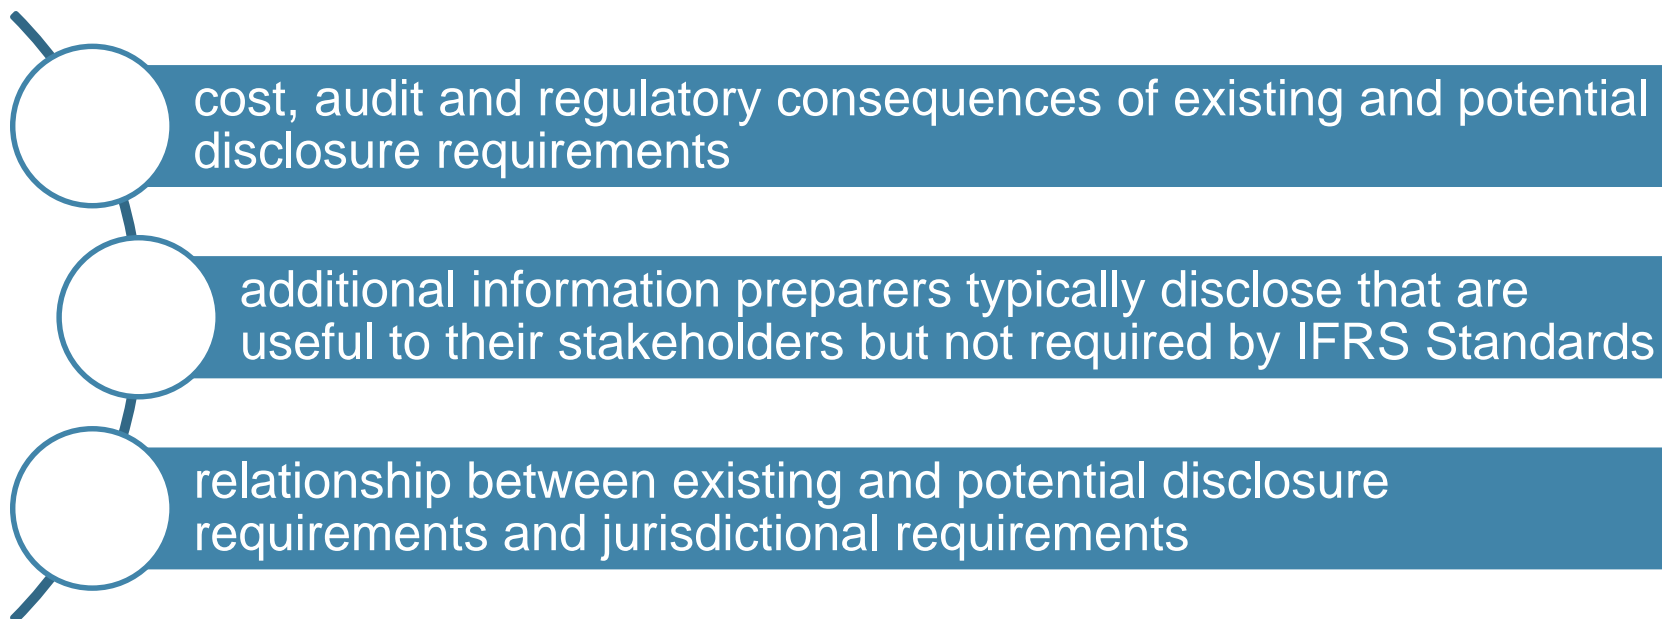 cost, audit and regulatory consequences of existing and potential
disclosure requirements
additional information preparers typically disclose that are
useful to their stakeholders but not required by IFRS Standards
relationship between existing and potential disclosure
requirements and jurisdictional requirements